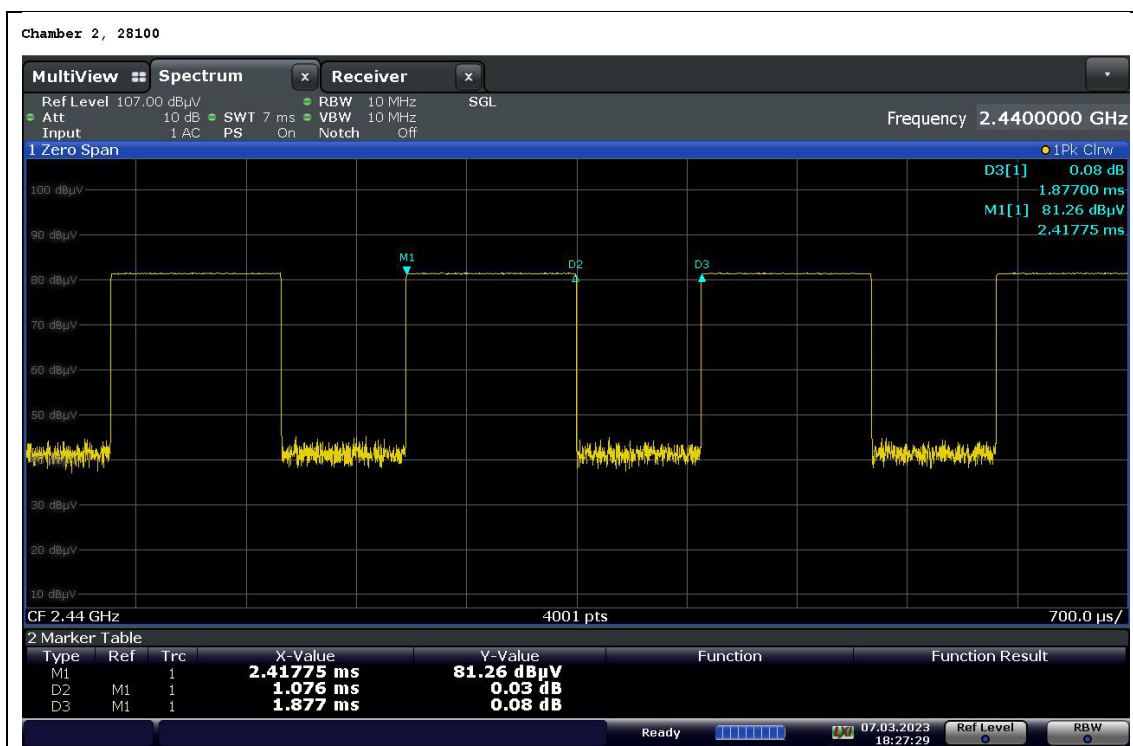 Chamber 2, 28100
MultiView Spectrum x Receiver x
Ref Level 107.00 dBµV RBW 10 MHz SGL
Att 10 dB SWT 7 ms VBW 10 MHz
Input 1 AC PS On Notch Off
Frequency 2.4400000 GHz
1 Zero Span 1Pk Clrw
D3[1] 0.08 dB
1.87700 ms
M1[1] 81.26 dBµV
2.41775 ms
100 dBµV
90 dBµV
M1 D2 D3
80 dBµV
70 dBµV
60 dBµV
50 dBµV
30 dBµV
20 dBµV
10 dBµV
CF 2.44 GHz 4001 pts 700.0 µs/
2 Marker Table
Type Ref Trc X-Value Y-Value Function Function Result
M1 1 2.41775 ms 81.26 dBµV
D2 M1 1 1.076 ms 0.03 dB
D3 M1 1 1.877 ms 0.08 dB
Ready LXI 07.03.2023 Ref Level RBW
18:27:29